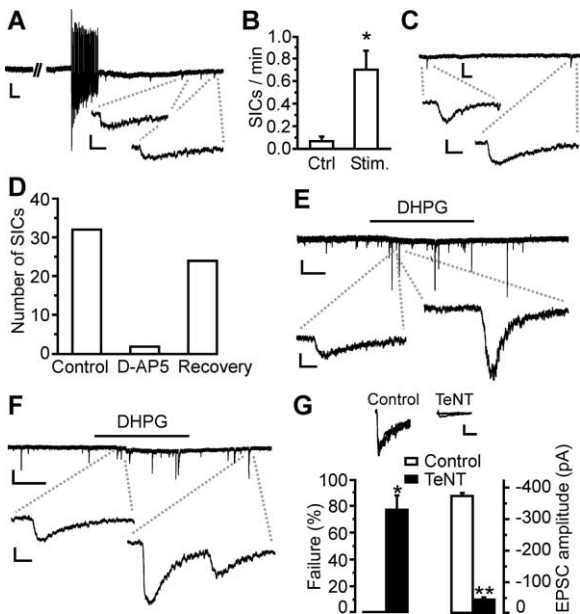 A
B
SICs / min
1.0
0.8
0.6
0.4
0.2
0.0
*
Ctrl Stim.
C
D
Number of SICs
40
30
20
10
0
Control D-AP5 Recovery
E
DHPG
F
DHPG
G
Control TeNT
Control
TeNT
Failure (%)
100
80
60
40
20
0
*
**
EPSC amplitude (pA)
-400
-300
-200
-100
0